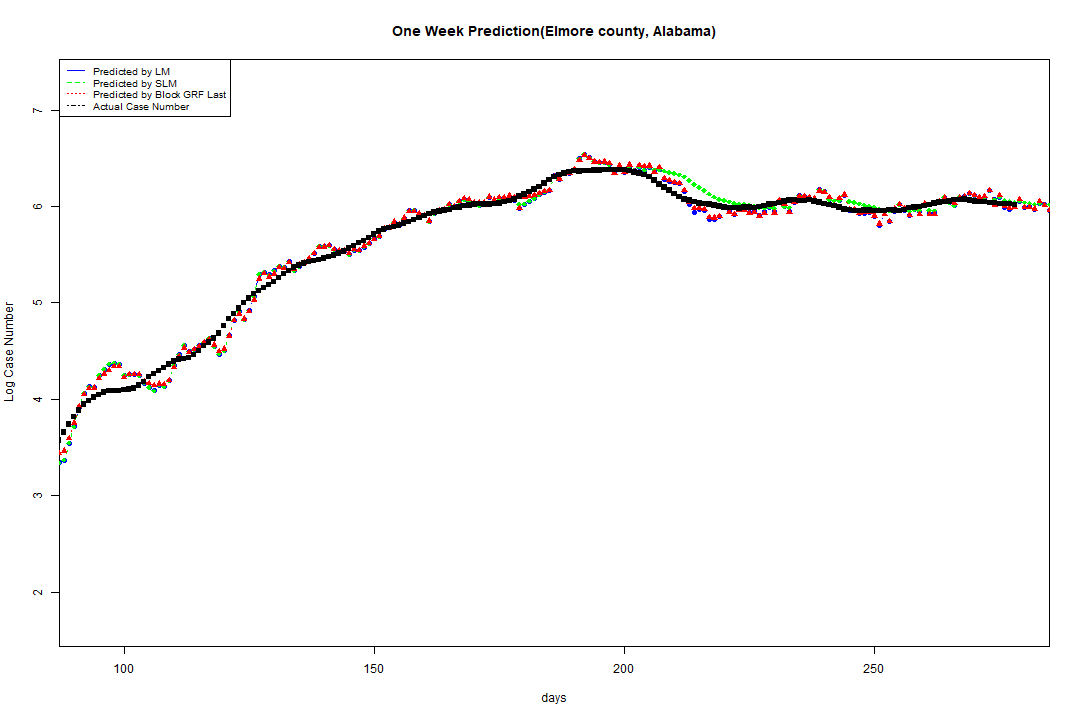 One Week Prediction(Elmore county, Alabama)
Predicted by LM
Predicted by SLM
Predicted by Block GRF Last
Actual Case Number
7
6
5
4
3
2
Log Case Number
100 150 200 250
days